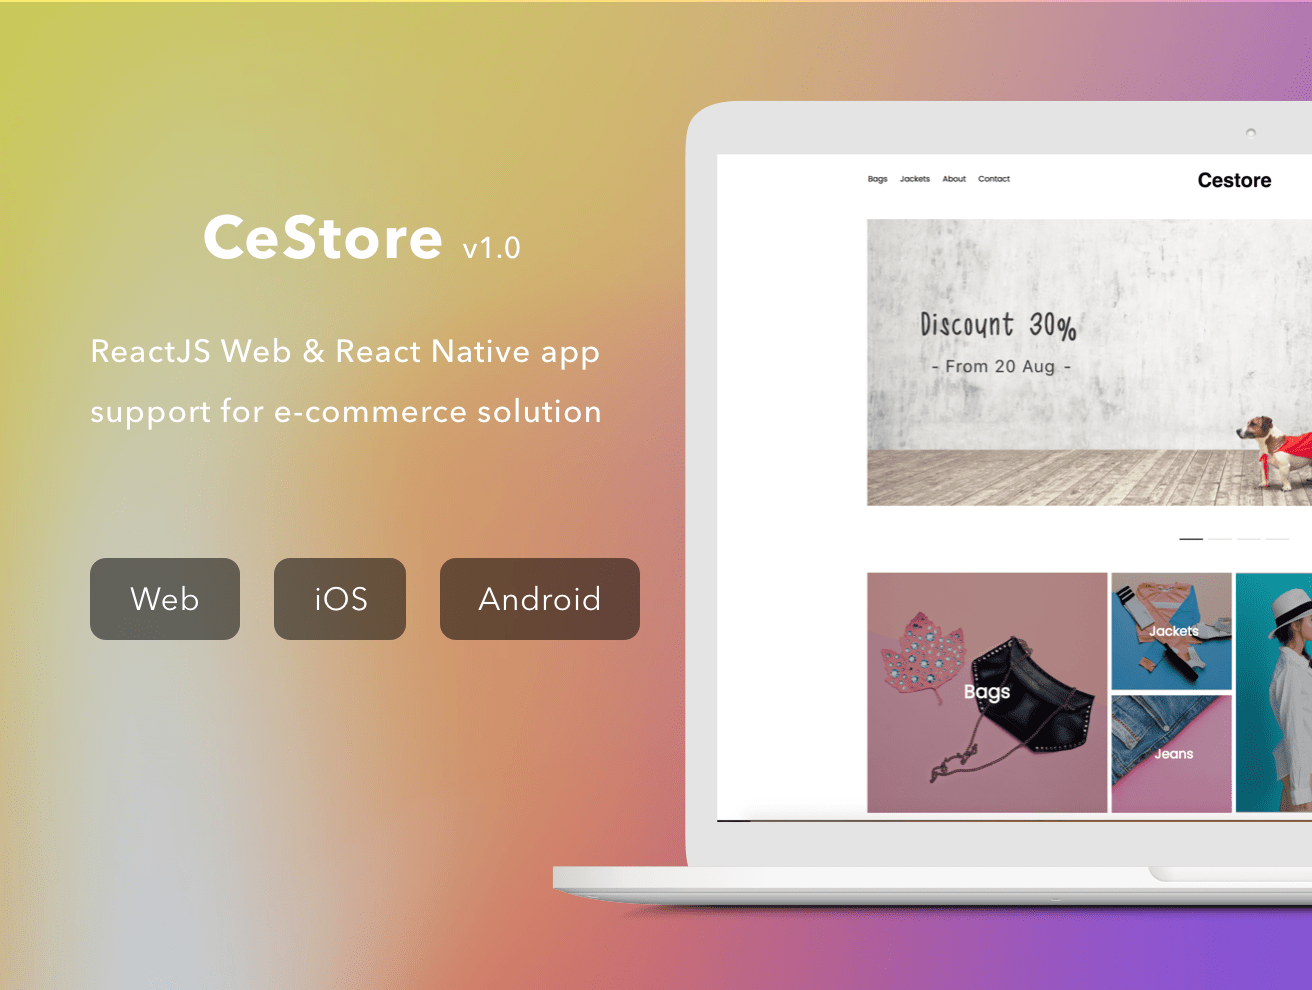 CeStore v1.0
ReactJS Web & React Native app
support for e-commerce solution
Web
iOS
Android
Bags
Jackets
About
Contact
Cestore
Discount 30%
- From 20 Aug -
Bags
Jackets
Jeans